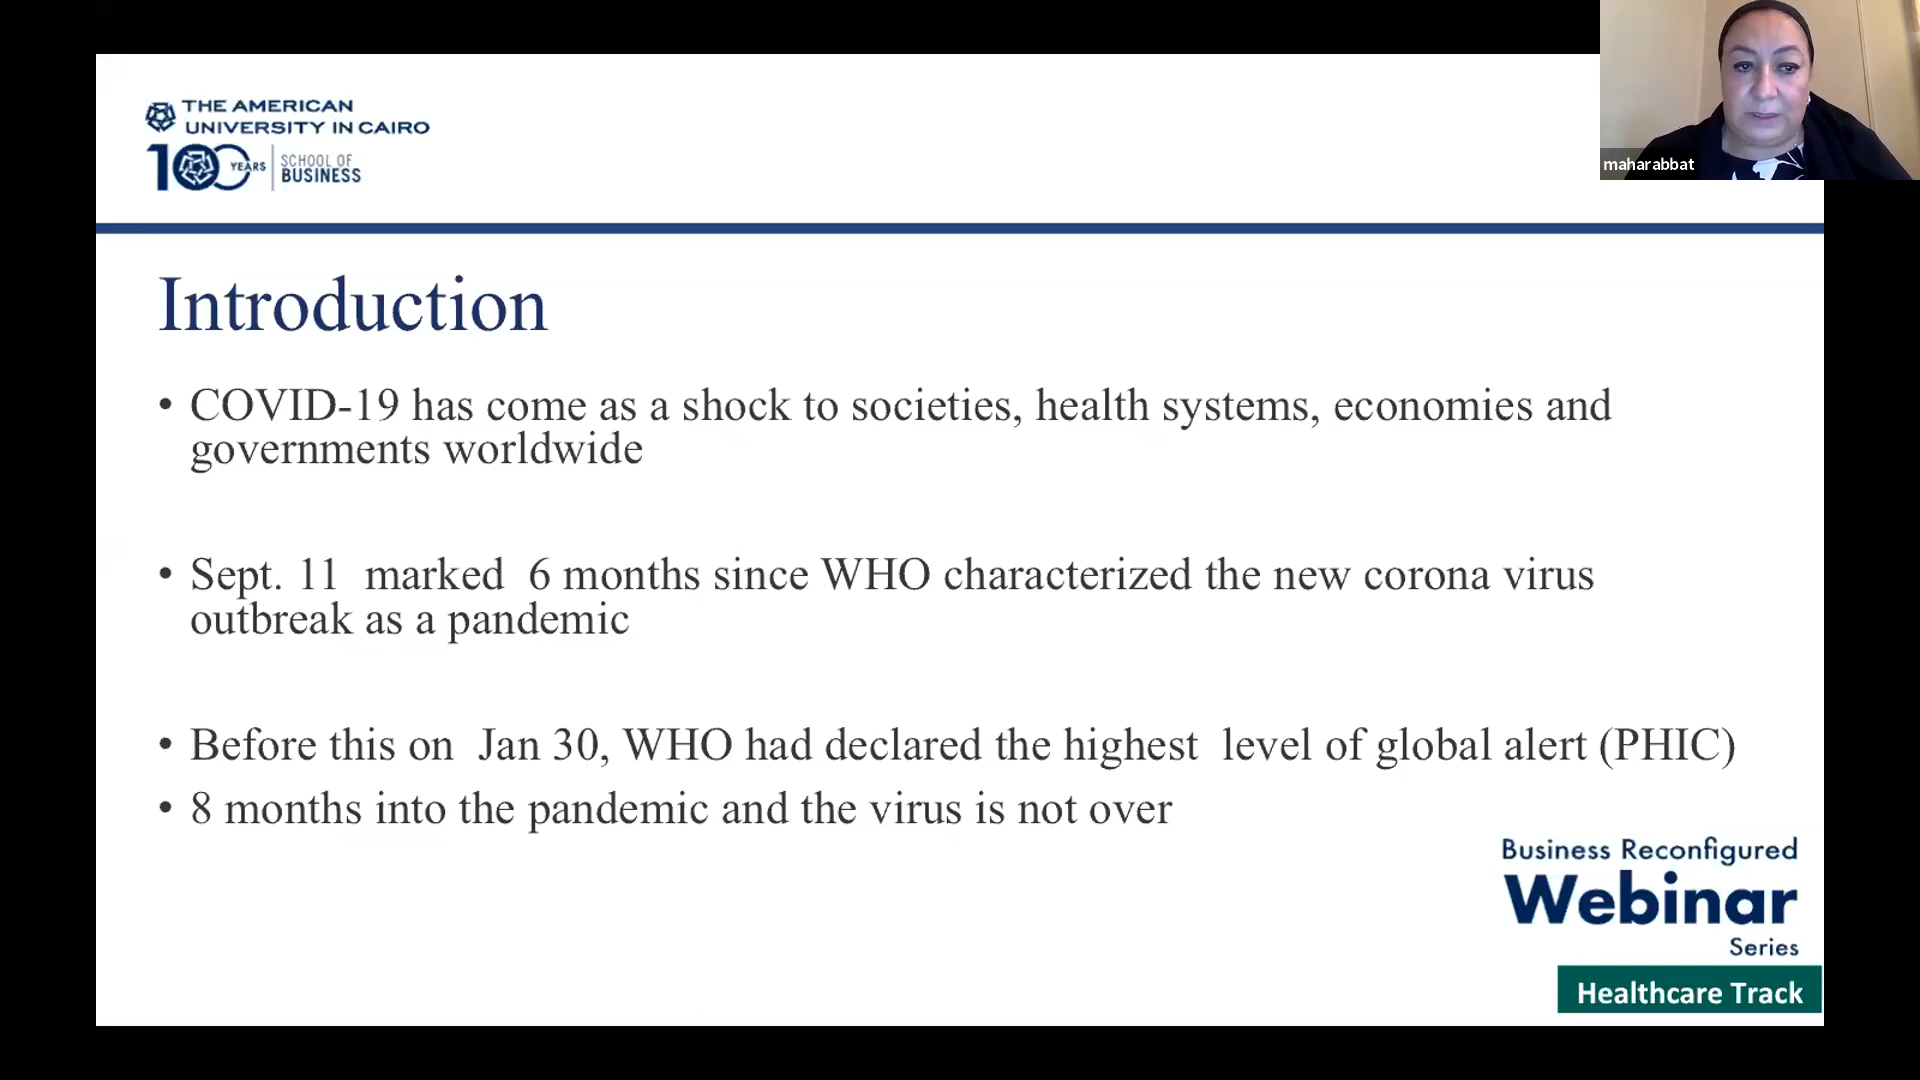 THE AMERICAN
UNIVERSITY IN CAIRO
100 YEARS
SCHOOL OF
BUSINESS
maharabbat
Introduction
• COVID-19 has come as a shock to societies, health systems, economies and
governments worldwide
• Sept. 11 marked 6 months since WHO characterized the new corona virus
outbreak as a pandemic
• Before this on Jan 30, WHO had declared the highest level of global alert (PHIC)
• 8 months into the pandemic and the virus is not over
Business Reconfigured
Webinar
Series
Healthcare Track